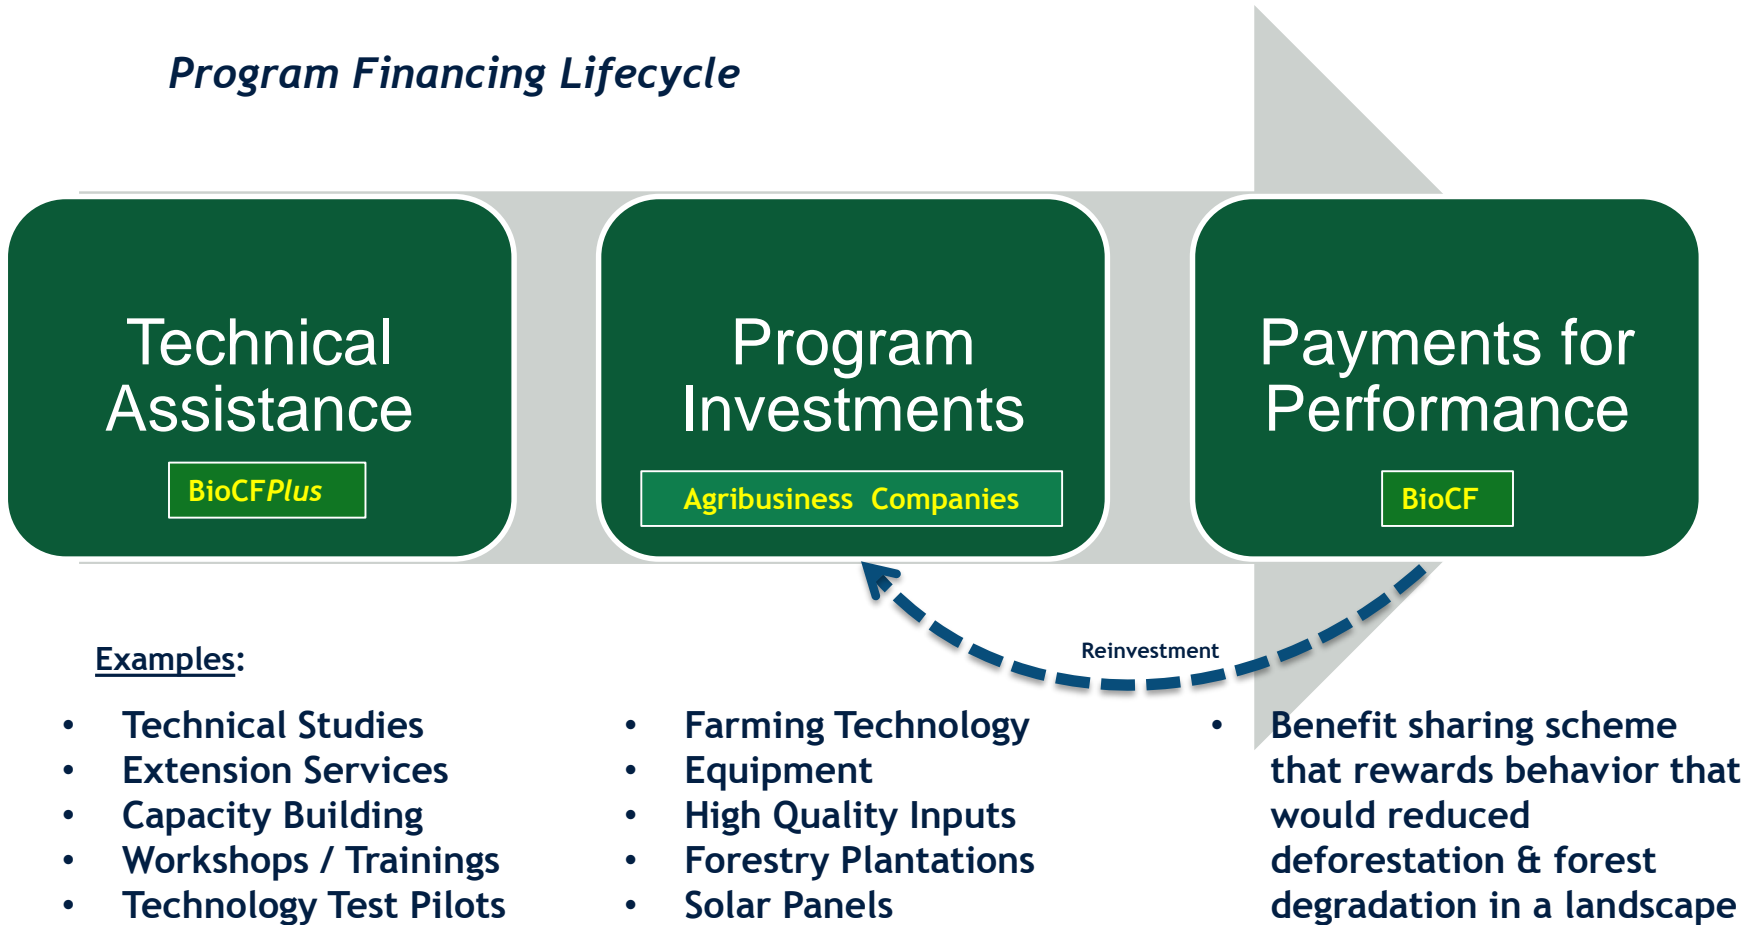 Program Financing Lifecycle
Technical
Assistance
BioCFPlus
Program
Investments
Agribusiness Companies
Payments for
Performance
BioCF
Reinvestment
Examples:
• Technical Studies
• Extension Services
• Capacity Building
• Workshops / Trainings
• Technology Test Pilots
• Farming Technology
• Equipment
• High Quality Inputs
• Forestry Plantations
• Solar Panels
• Benefit sharing scheme
that rewards behavior that
would reduced
deforestation & forest
degradation in a landscape